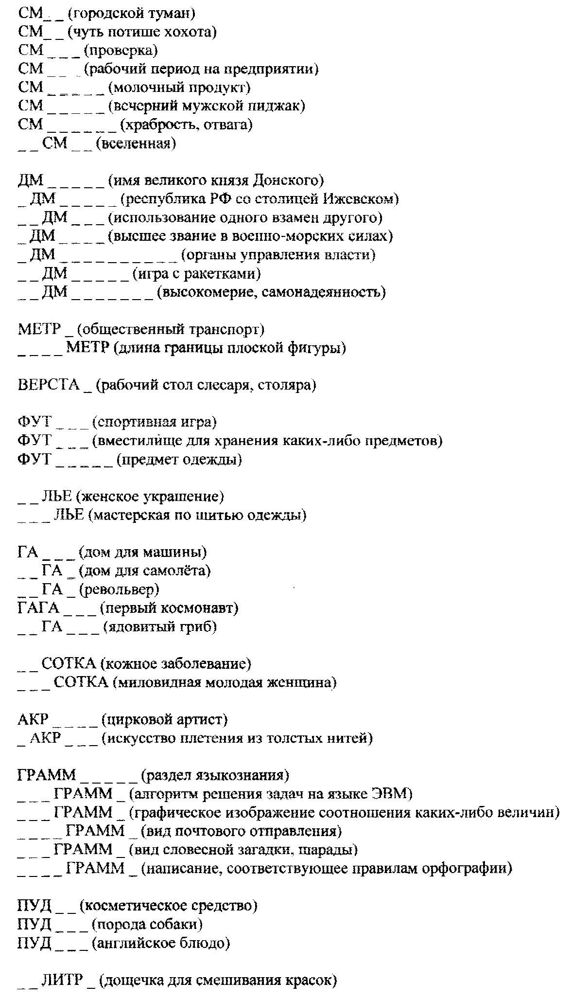 СМ_ _ (городской туман)
СМ_ _ (чуть потише хохота)
СМ _ _ _ (проверка)
СМ _ _ _ (рабочий период на предприятии)
СМ _ _ _ _ _ (молочный продукт)
СМ _ _ _ _ _ (вечерний мужской пиджак)
СМ _ _ _ _ _ _ (храбрость, отвага)
_ _ СМ _ _ (вселенная)
ДМ _ _ _ _ _ (имя великого князя Донского)
_ ДМ _ _ _ _ _ (республика РФ со столицей Ижевском)
_ _ ДМ _ _ _ (использование одного взамен другого)
_ ДМ _ _ _ _ (высшее звание в военно-морских силах)
_ ДМ _ _ _ _ _ _ _ _ _ _ (органы управления власти)
_ _ ДМ _ _ _ _ _ (игра с ракетками)
_ _ ДМ _ _ _ _ _ _ _ (высокомерие, самонадеянность)
МЕТР _ (общественный транспорт)
_ _ _ _ МЕТР (длина границы плоской фигуры)
ВЕРСТА _ (рабочий стол слесаря, столяра)
ФУТ _ _ _ (спортивная игра)
ФУТ _ _ _ (вместилище для хранения каких-либо предметов)
ФУТ _ _ _ _ _ (предмет одежды)
_ _ ЛЬЕ (женское украшение)
_ _ _ ЛЬЕ (мастерская по шитью одежды)
ГА _ _ _ (дом для машины)
_ _ ГА _ (дом для самолёта)
_ _ ГА _ (револьвер)
ГАГА _ _ _ (первый космонавт)
_ _ ГА _ _ _ (ядовитый гриб)
_ _ СОТКА (кожное заболевание)
_ _ _ СОТКА (миловидная молодая женщина)
АКР _ _ _ _ (цирковой артист)
_ АКР _ _ _ (искусство плетения из толстых нитей)
ГРАММ _ _ _ _ _ (раздел языкознания)
_ _ _ ГРАММ _ (алгоритм решения задач на языке ЭВМ)
_ _ _ ГРАММ _ (графическое изображение соотношения каких-либо величин)
_ _ _ _ ГРАММ _ (вид почтового отправления)
_ _ _ ГРАММ _ (вид словесной загадки, шарады)
_ _ _ _ ГРАММ _ (написание, соответствующее правилам орфографии)
ПУД _ _ (косметическое средство)
ПУД _ _ _ (порода собаки)
ПУД _ _ _ (английское блюдо)
_ _ ЛИТР _ (дощечка для смешивания красок)